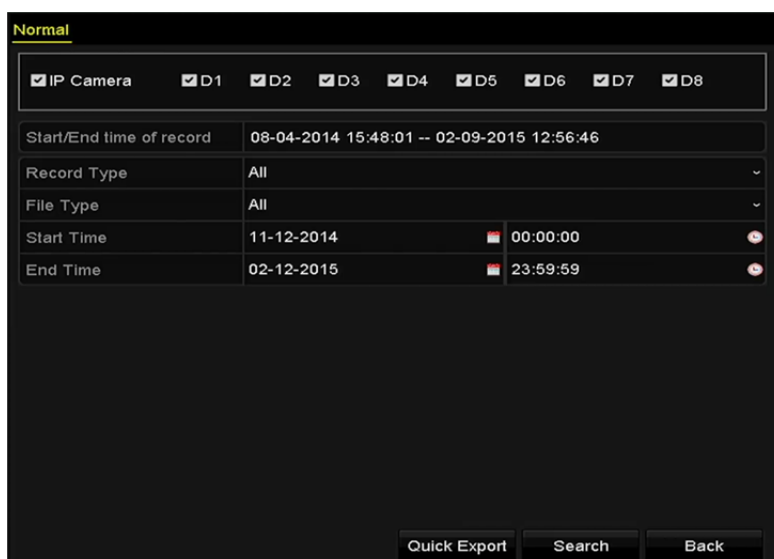 Normal
IP Camera D1 D2 D3 D4 D5 D6 D7 D8
Start/End time of record 08-04-2014 15:48:01 -- 02-09-2015 12:56:46
Record Type All
File Type All
Start Time 11-12-2014 00:00:00
End Time 02-12-2015 23:59:59
Quick Export Search Back